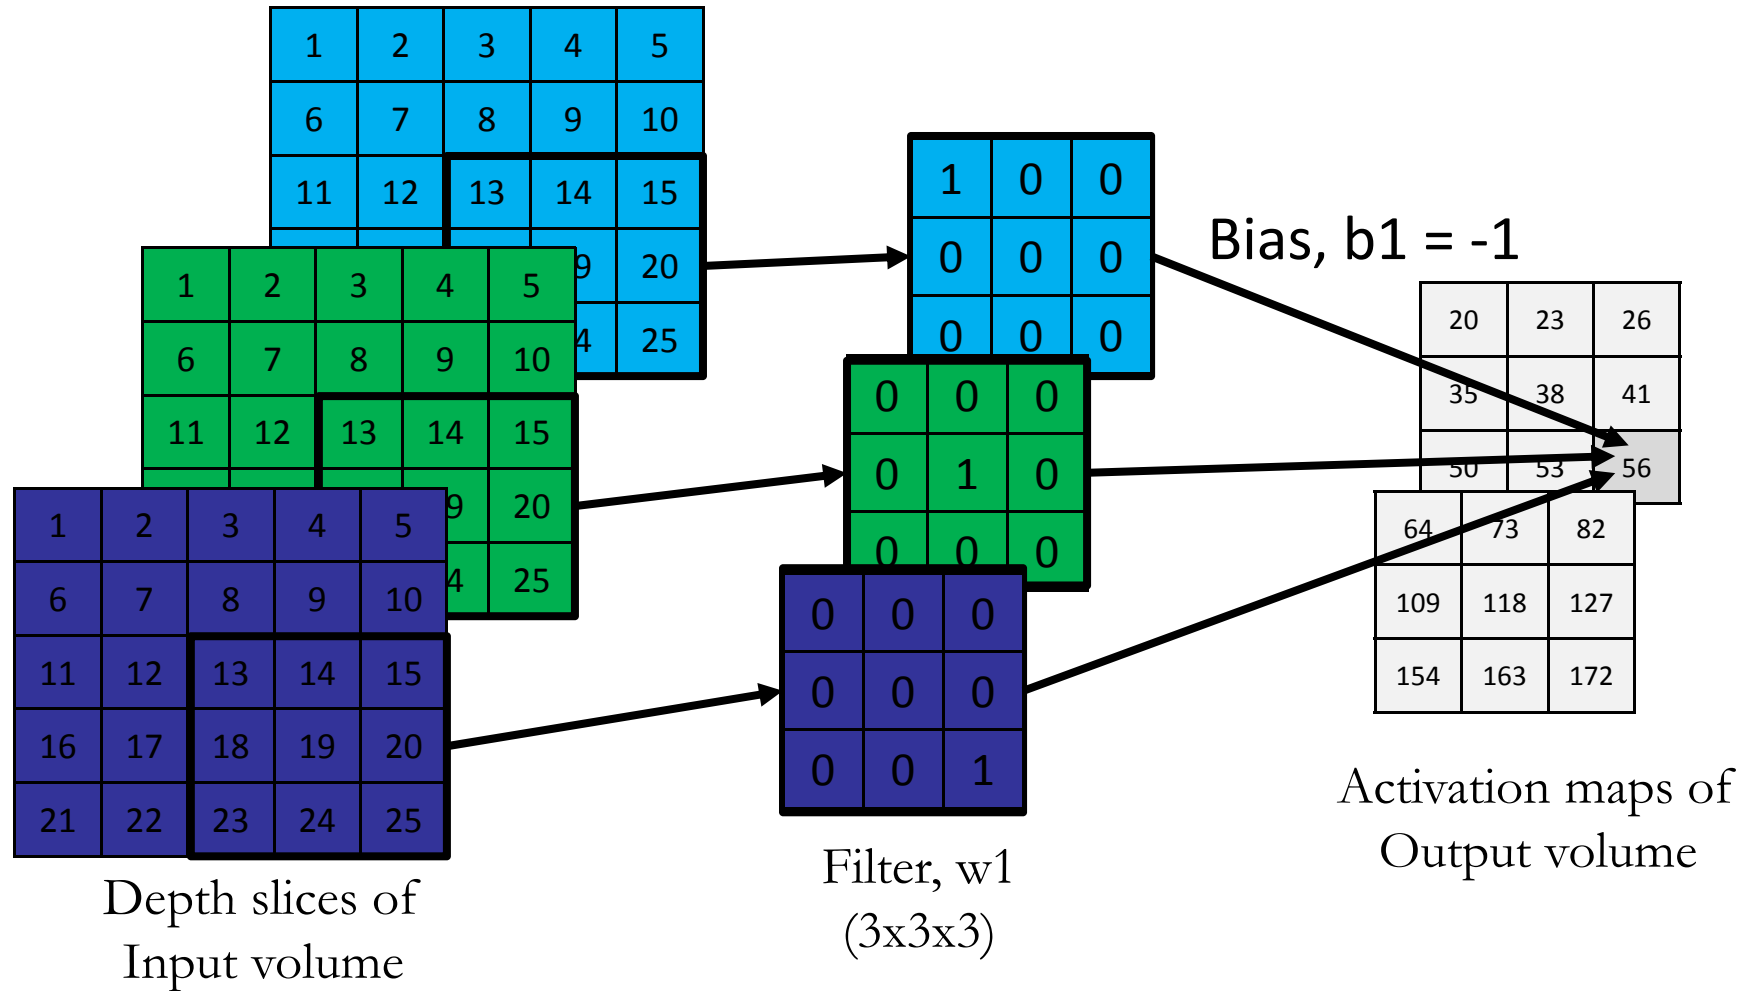 1 2 3 4 5
6 7 8 9 10
11 12 13 14 15
9 20
4 25
1 2 3 4 5
6 7 8 9 10
11 12 13 14 15
9 20
4 25
1 2 3 4 5
6 7 8 9 10
11 12 13 14 15
16 17 18 19 20
21 22 23 24 25
Depth slices of
Input volume
1 0 0
0 0 0
0 0 0
0 0 0
0 1 0
0 0 0
0 0 0
0 0 0
0 0 1
Filter, w1
(3x3x3)
Bias, b1 = -1
20 23 26
35 38 41
50 53 56
64 73 82
109 118 127
154 163 172
Activation maps of
Output volume